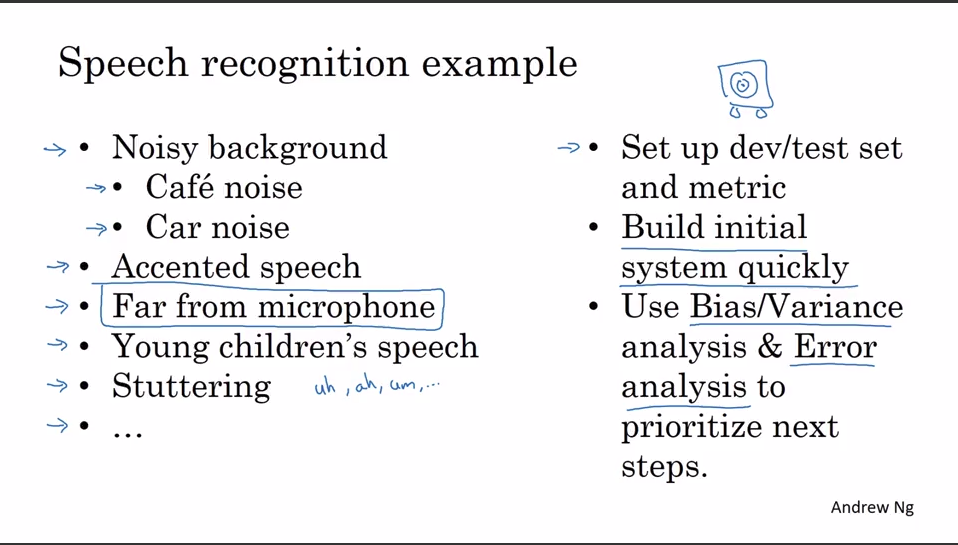 Speech recognition example
• Noisy background
• Café noise
• Car noise
• Accented speech
• Far from microphone
• Young children's speech
• Stuttering uh, ah, um, ...
• ...
• Set up dev/test set
and metric
• Build initial
system quickly
• Use Bias/Variance
analysis & Error
analysis to
prioritize next
steps.
Andrew Ng